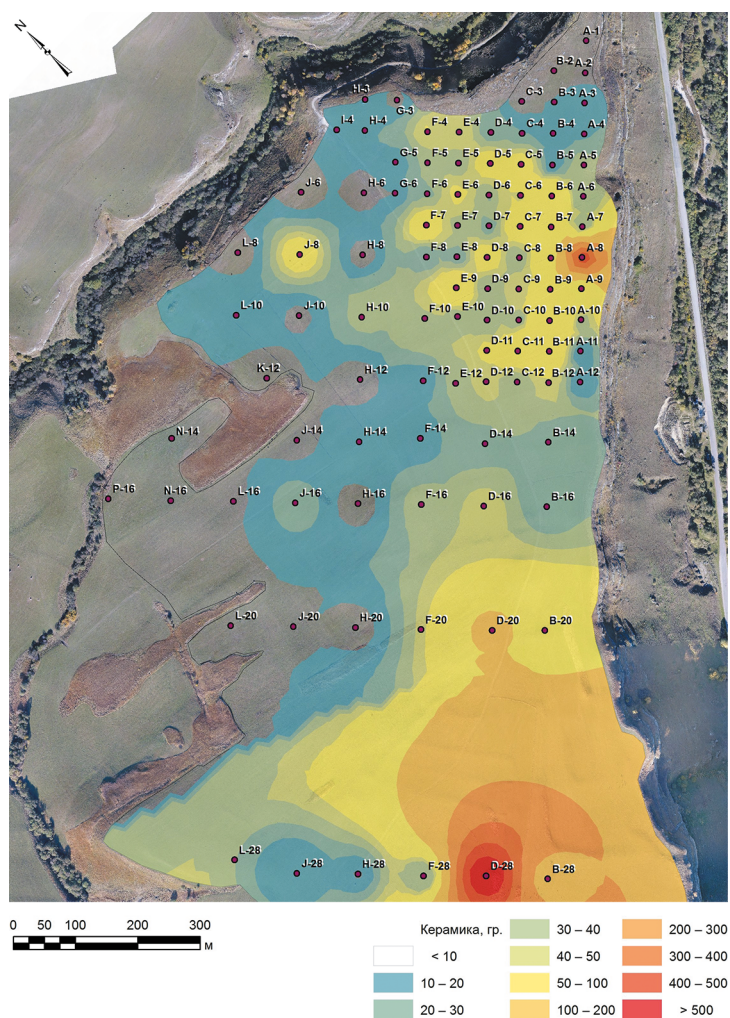 N
A-1
B-2 A-2
H-3 G-3 C-3 B-3 A-3
I-4 H-4 F-4 E-4 D-4 C-4 B-4 A-4
G-5 F-5 E-5 D-5 C-5 B-5 A-5
J-6 H-6 G-6 F-6 E-6 D-6 C-6 B-6 A-6
F-7 E-7 D-7 C-7 B-7 A-7
L-8 J-8 H-8 F-8 E-8 D-8 C-8 B-8 A-8
E-9 D-9 C-9 B-9 A-9
L-10 J-10 H-10 F-10 E-10 D-10 C-10 B-10 A-10
D-11 C-11 B-11 A-11
K-12 H-12 F-12 E-12 D-12 C-12 B-12 A-12
N-14 J-14 H-14 F-14 D-14 B-14
P-16 N-16 L-16 J-16 H-16 F-16 D-16 B-16
L-20 J-20 H-20 F-20 D-20 B-20
L-28 J-28 H-28 F-28 D-28 B-28
0 50 100 200 300
м
Керамика, гр.
< 10
10 – 20
20 – 30
30 – 40
40 – 50
50 – 100
100 – 200
200 – 300
300 – 400
400 – 500
> 500